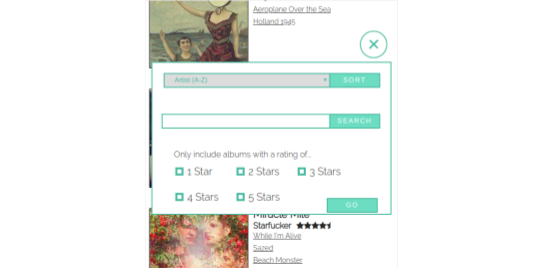 Aeroplane Over the Sea
Holland 1945
Artist (A-Z)
SORT
SEARCH
Only include albums with a rating of...
1 Star
2 Stars
3 Stars
4 Stars
5 Stars
GO
Miracle Mile
Starfucker
While I'm Alive
Sazed
Beach Monster